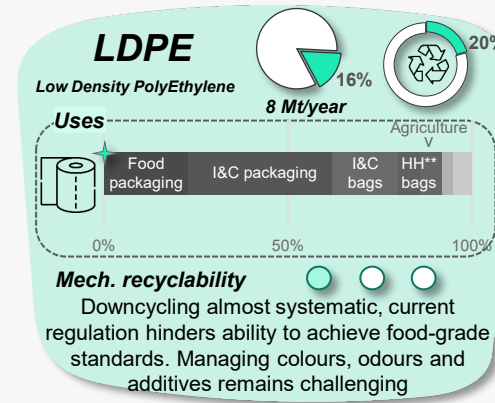 LDPE
Low Density PolyEthylene
16%
8 Mt/year
20%
Uses
Agriculture
v
Food
packaging
I&C packaging
I&C
bags
HH**
bags
0%
50%
100%
Mech. recyclability
Downcycling almost systematic, current
regulation hinders ability to achieve food-grade
standards. Managing colours, odours and
additives remains challenging